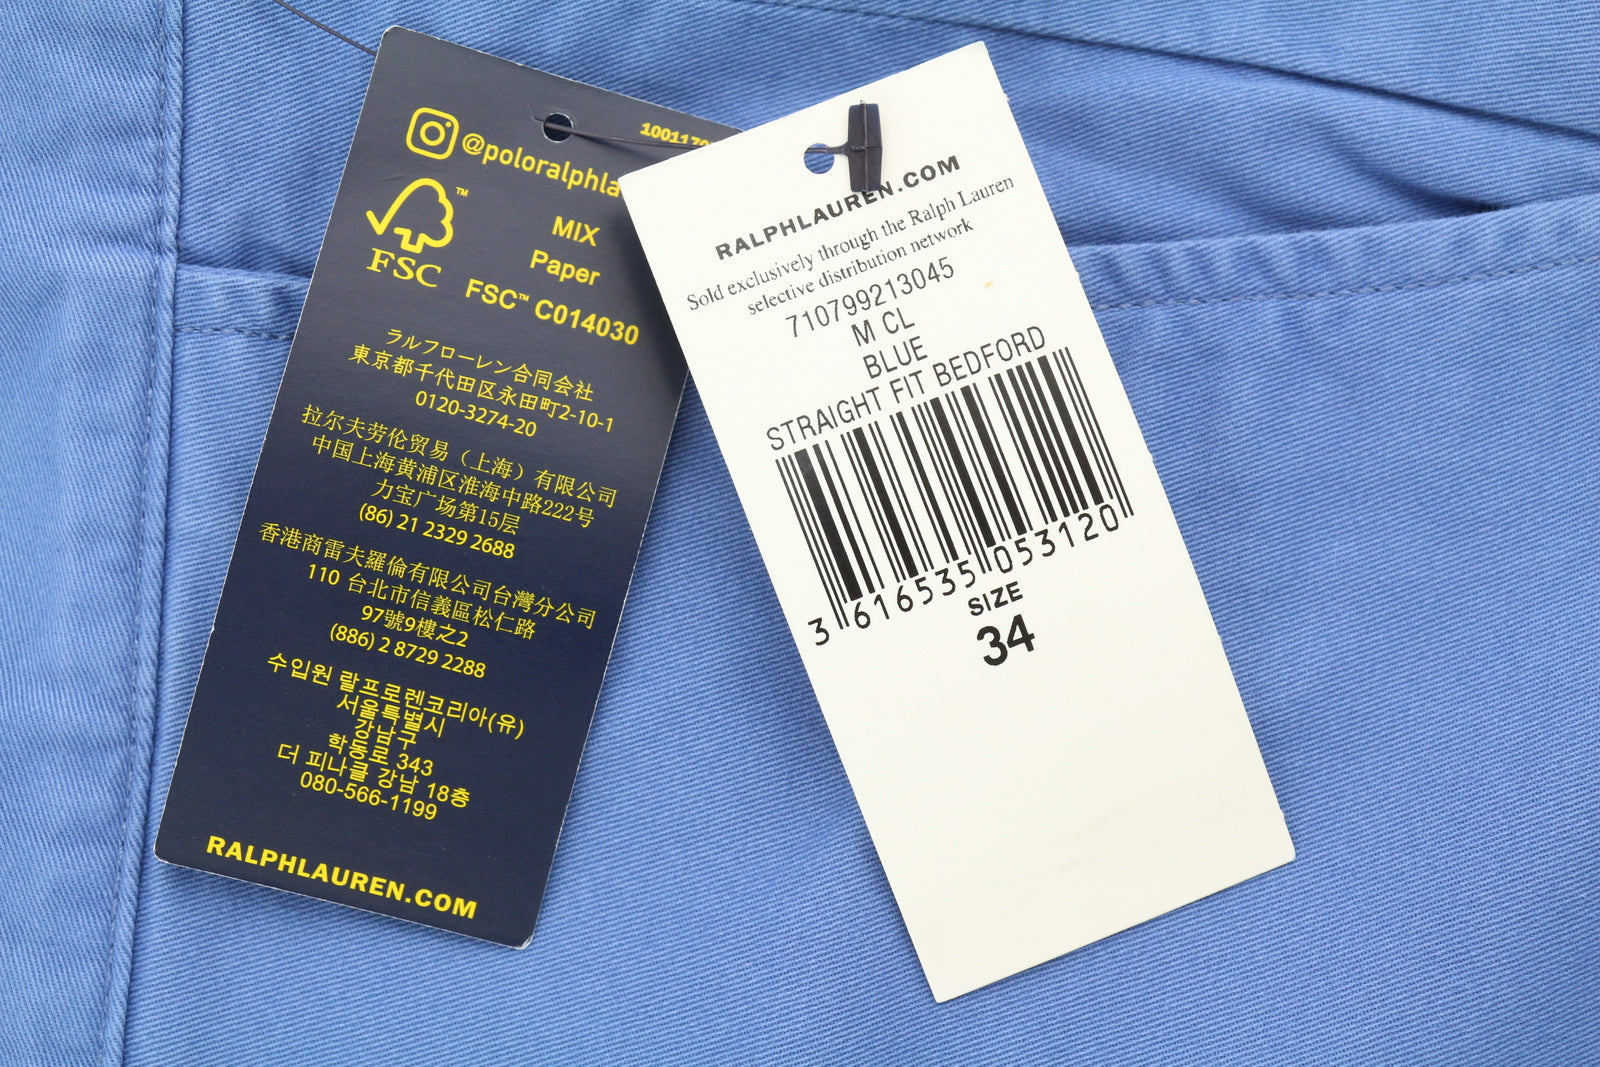 @poloralphla
™
FSC
MIX
Paper
FSC™ C014030
ラルフローレン合同会社
東京都千代田区永田町2-10-1
0120-3274-20
拉尔夫劳伦贸易（上海）有限公司
中国上海黄浦区淮海中路222号
力宝广场第15层
(86) 21 2329 2688
香港商雷夫羅倫有限公司台灣分公司
110 台北市信義區松仁路
97號9樓之2
(886) 2 8729 2288
수입원 랄프로렌코리아(유)
서울특별시
강남구
학동로 343
더 피나클 강남 18층
080-566-1199
RALPHLAUREN.COM
RALPHLAUREN.COM
Sold exclusively through the Ralph Lauren
selective distribution network
710799213045
M CL
BLUE
STRAIGHT FIT BEDFORD
3 616535 053120
SIZE
34